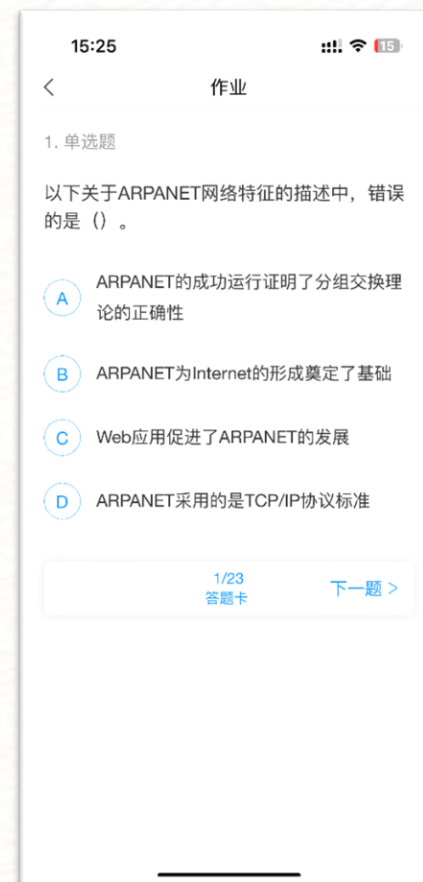 15:25
15
作业
1. 单选题
以下关于ARPANET网络特征的描述中，错误
的是（）。
A
ARPANET的成功运行证明了分组交换理
论的正确性
B
ARPANET为Internet的形成奠定了基础
C
Web应用促进了ARPANET的发展
D
ARPANET采用的是TCP/IP协议标准
1/23
答题卡
下一题 >